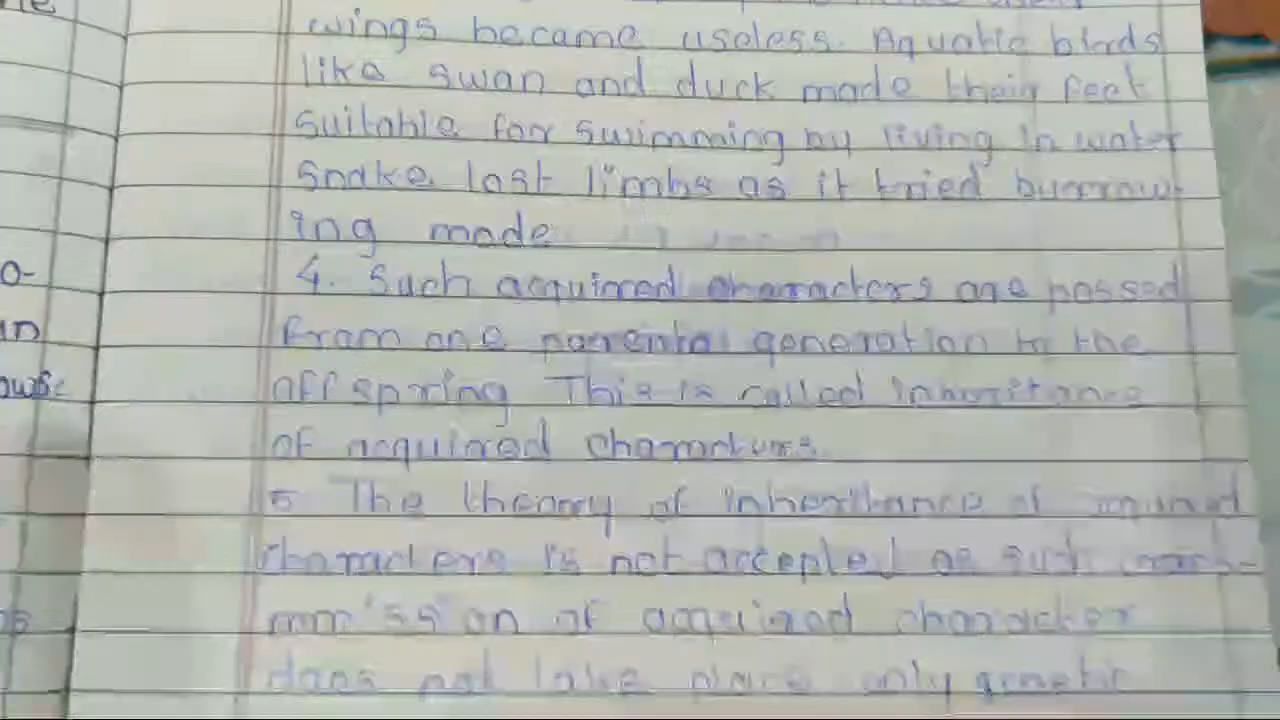 wings became useless. Aquatic birds
like swan and duck made their feet
suitable for swimming by living in water
snake lost limbs as it tried burrow-
ing mode
4. Such acquired characters are passed
from one parental generation to the
offspring This is called inheritance
of acquired characters.
5 The theory of inheritance of acquired
characters is not accepted as such
mission of acquired character
does not take place only genetic